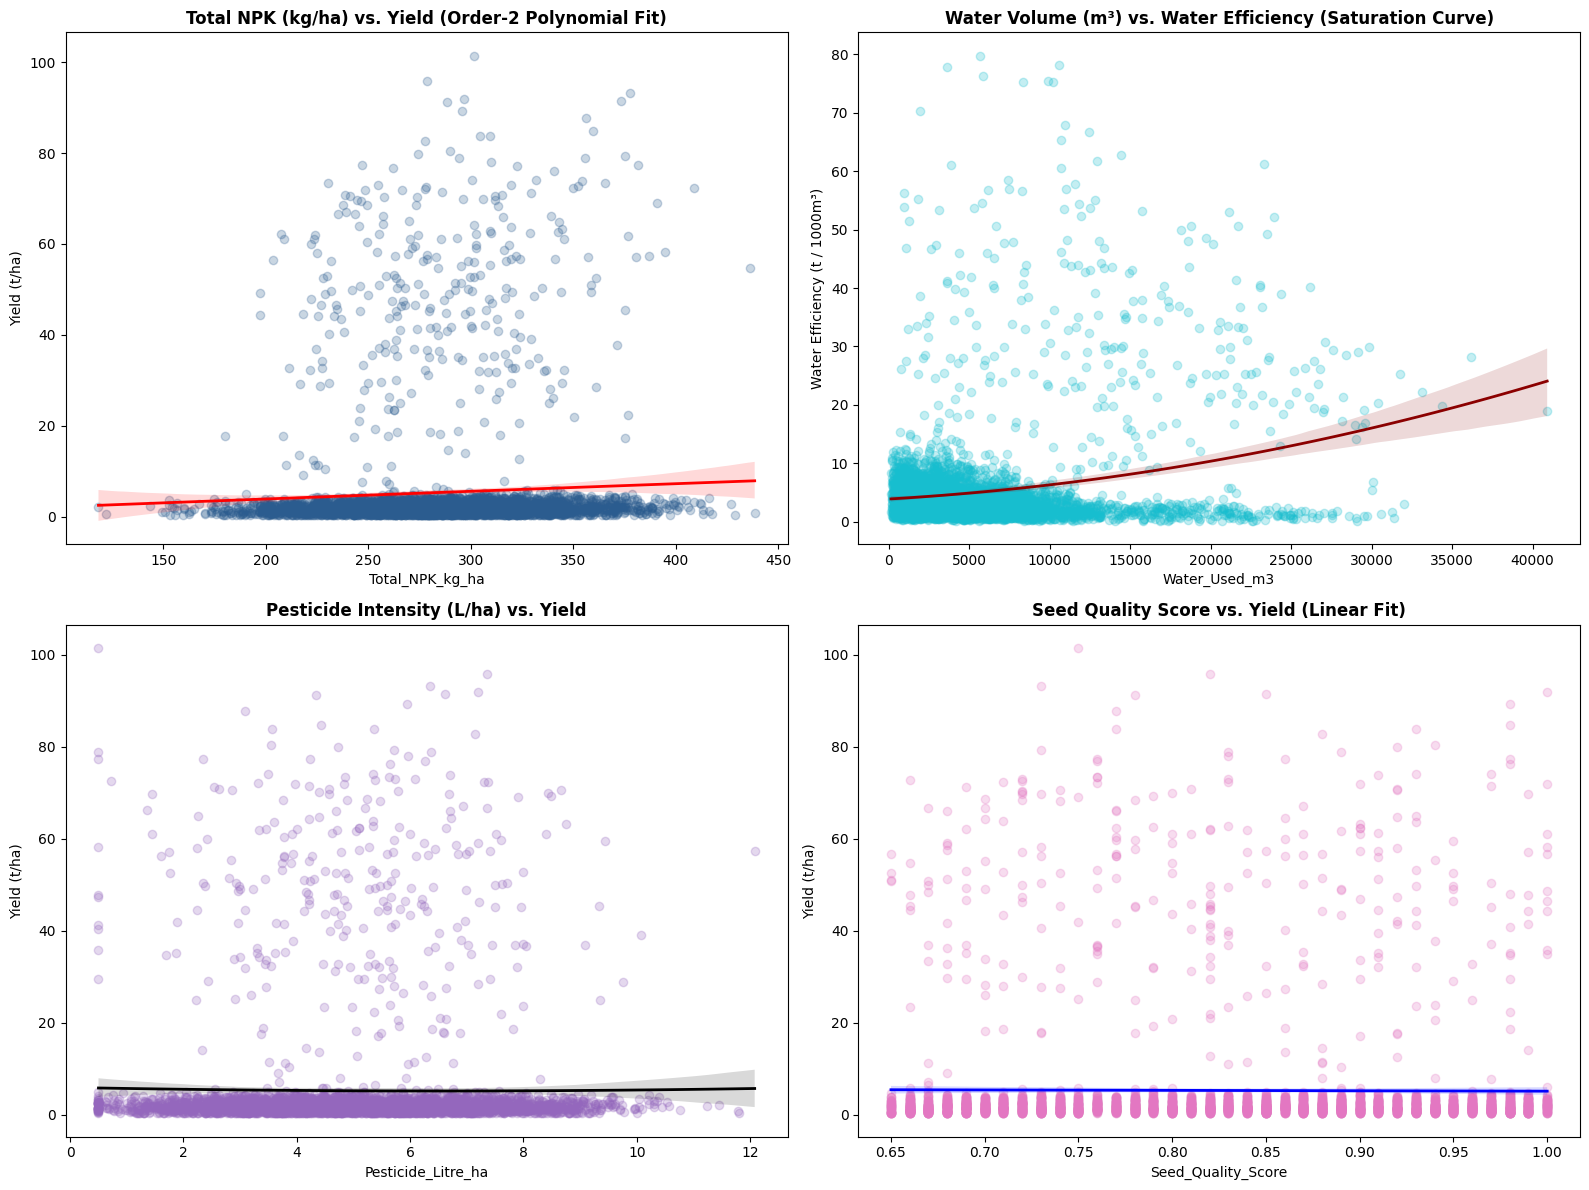 Total NPK (kg/ha) vs. Yield (Order-2 Polynomial Fit)
Yield (t/ha)
100
80
60
40
20
0
150 200 250 300 350 400 450
Total_NPK_kg_ha
Water Volume (m³) vs. Water Efficiency (Saturation Curve)
Water Efficiency (t / 1000m³)
80
70
60
50
40
30
20
10
0
0 5000 10000 15000 20000 25000 30000 35000 40000
Water_Used_m3
Pesticide Intensity (L/ha) vs. Yield
Yield (t/ha)
100
80
60
40
20
0
0 2 4 6 8 10 12
Pesticide_Litre_ha
Seed Quality Score vs. Yield (Linear Fit)
Yield (t/ha)
100
80
60
40
20
0
0.65 0.70 0.75 0.80 0.85 0.90 0.95 1.00
Seed_Quality_Score